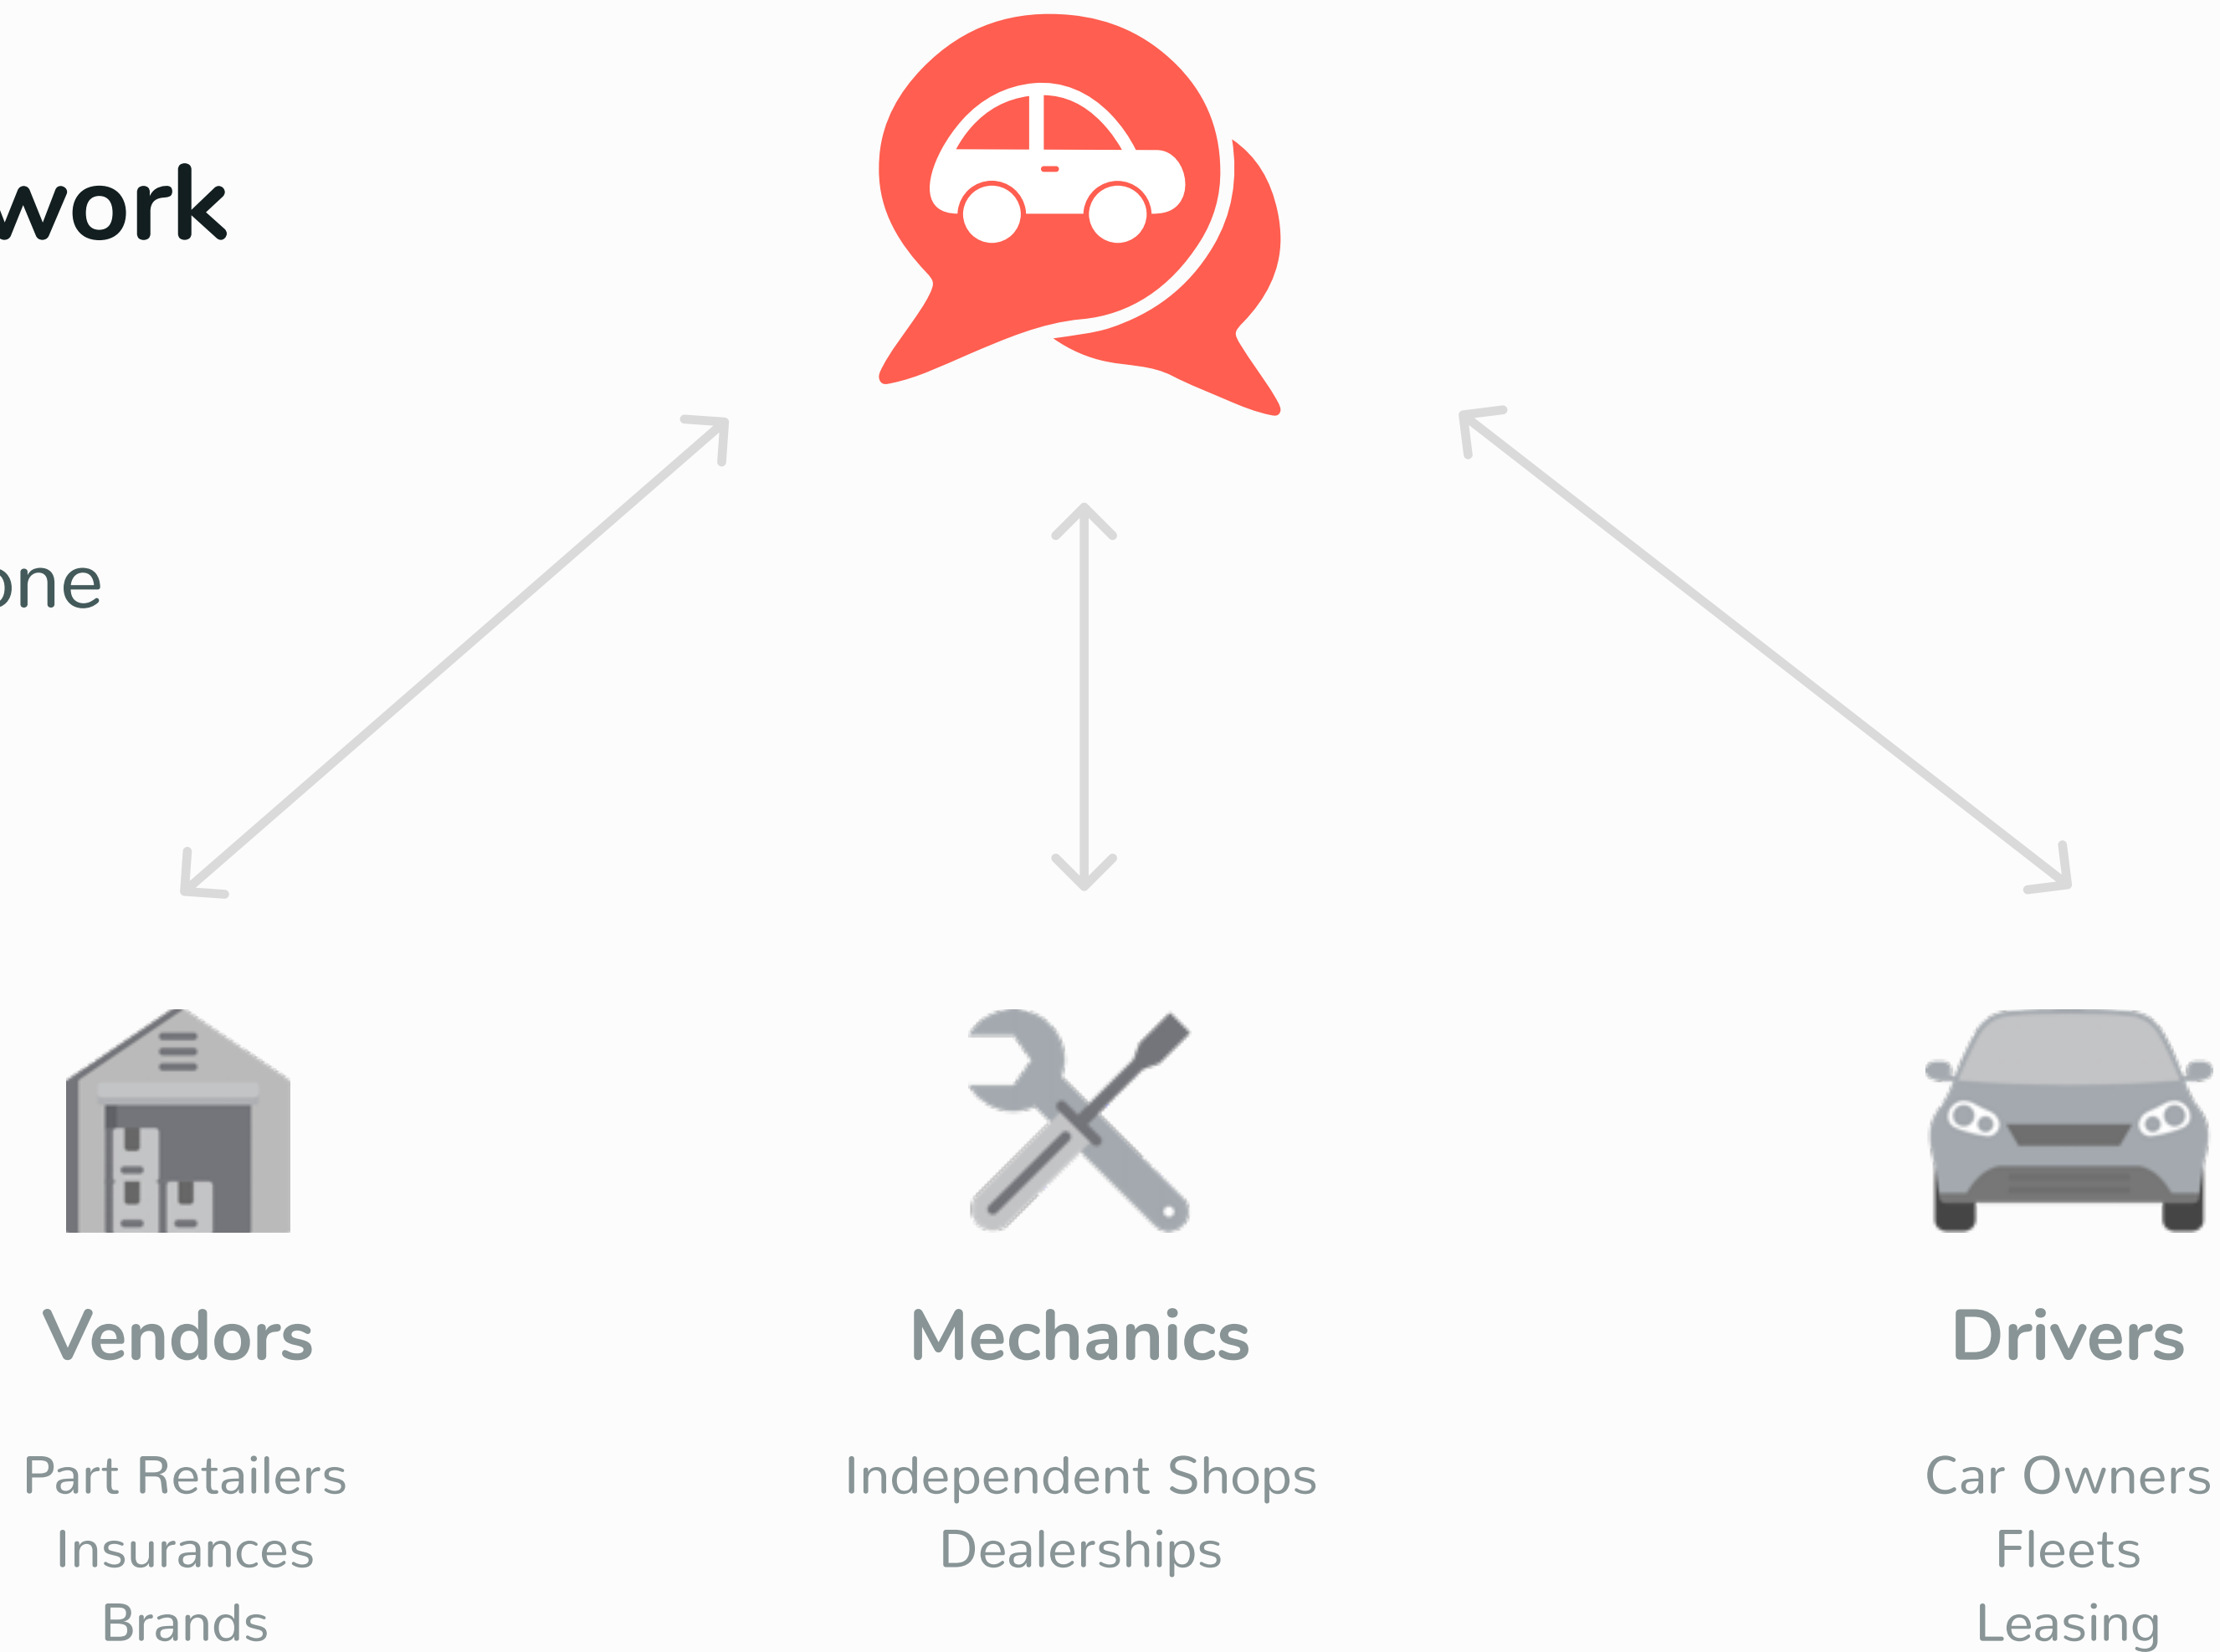 work
one
Vendors
Part Retailers
Insurances
Brands
Mechanics
Independent Shops
Dealerships
Drivers
Car Owners
Fleets
Leasing